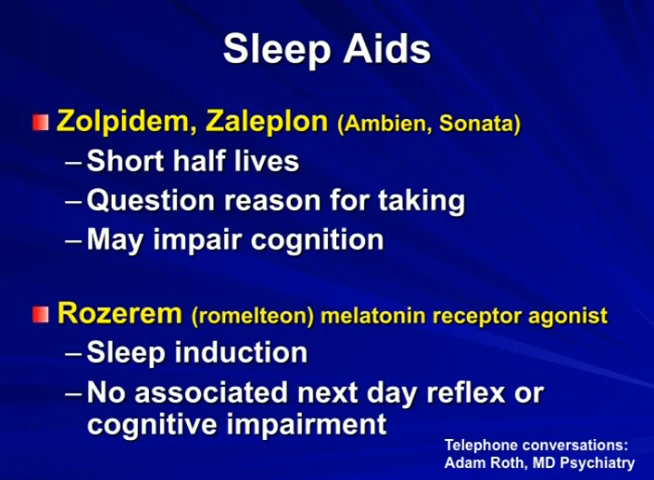 Sleep Aids
Zolpidem, Zaleplon (Ambien, Sonata)
– Short half lives
– Question reason for taking
– May impair cognition
Rozerem (romelteon) melatonin receptor agonist
– Sleep induction
– No associated next day reflex or
cognitive impairment
Telephone conversations:
Adam Roth, MD Psychiatry